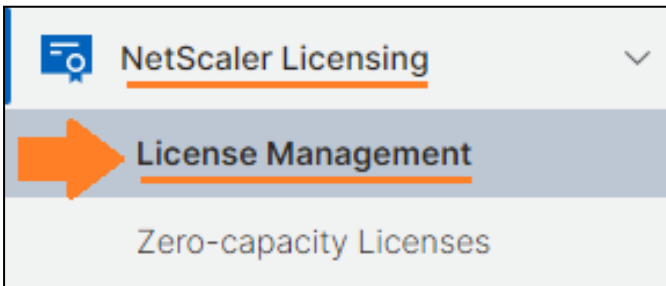 NetScaler Licensing
License Management
Zero-capacity Licenses